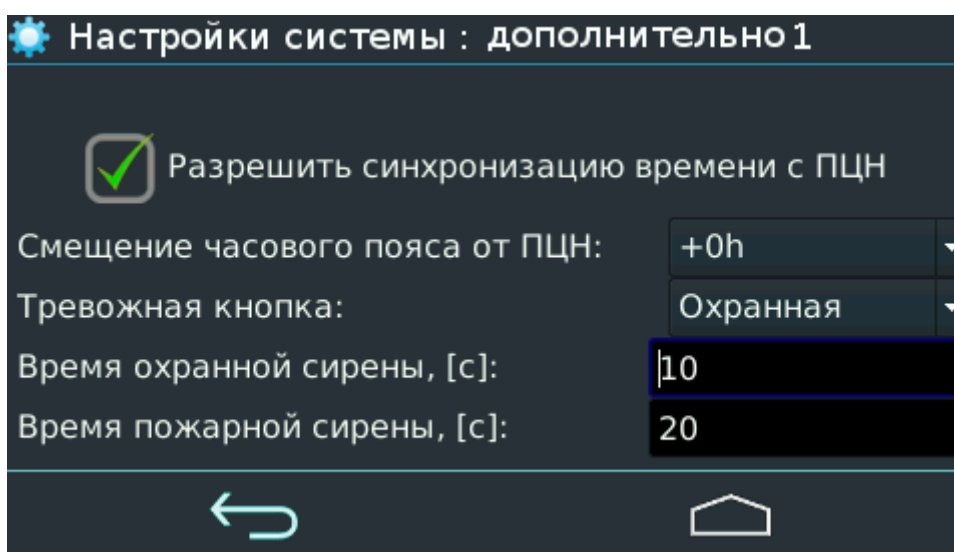 Настройки системы : дополнительно 1
Разрешить синхронизацию времени с ПЦН
Смещение часового пояса от ПЦН: +0h
Тревожная кнопка: Охранная
Время охранной сирены, [с]: 10
Время пожарной сирены, [с]: 20